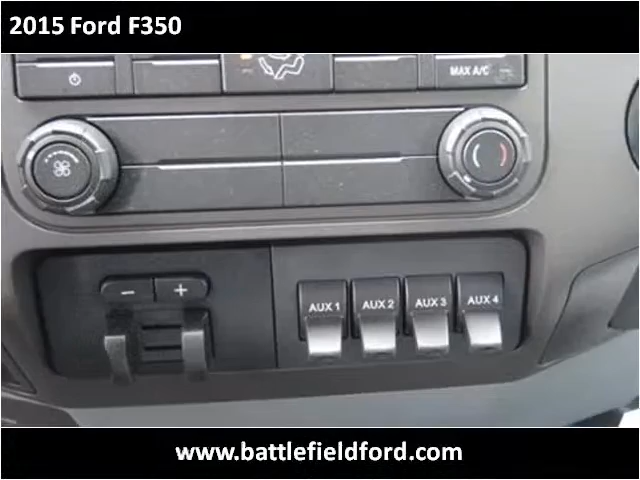 2015 Ford F350
MAX A/C
− +
AUX 1 AUX 2 AUX 3 AUX 4
www.battlefieldford.com